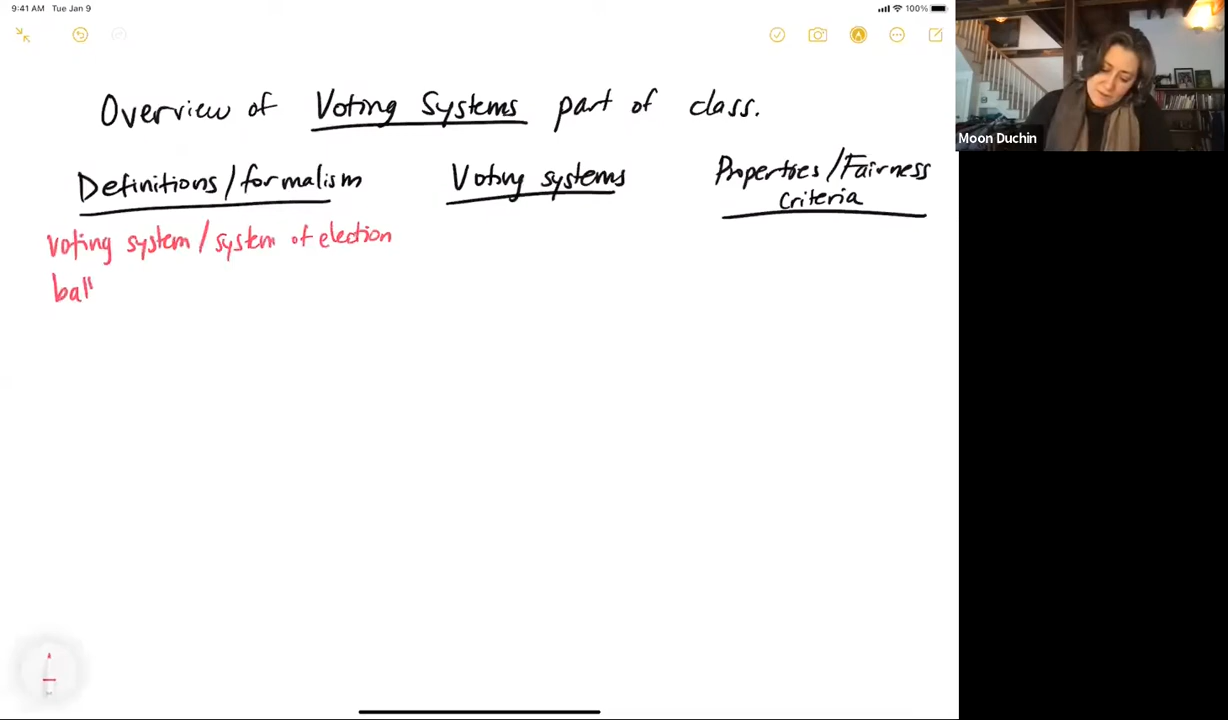 9:41 AM Tue Jan 9
100%
Moon Duchin
Overview of Voting Systems part of class.
Definitions/formalism
Voting systems
Properties/Fairness
criteria
voting system/system of election
ball